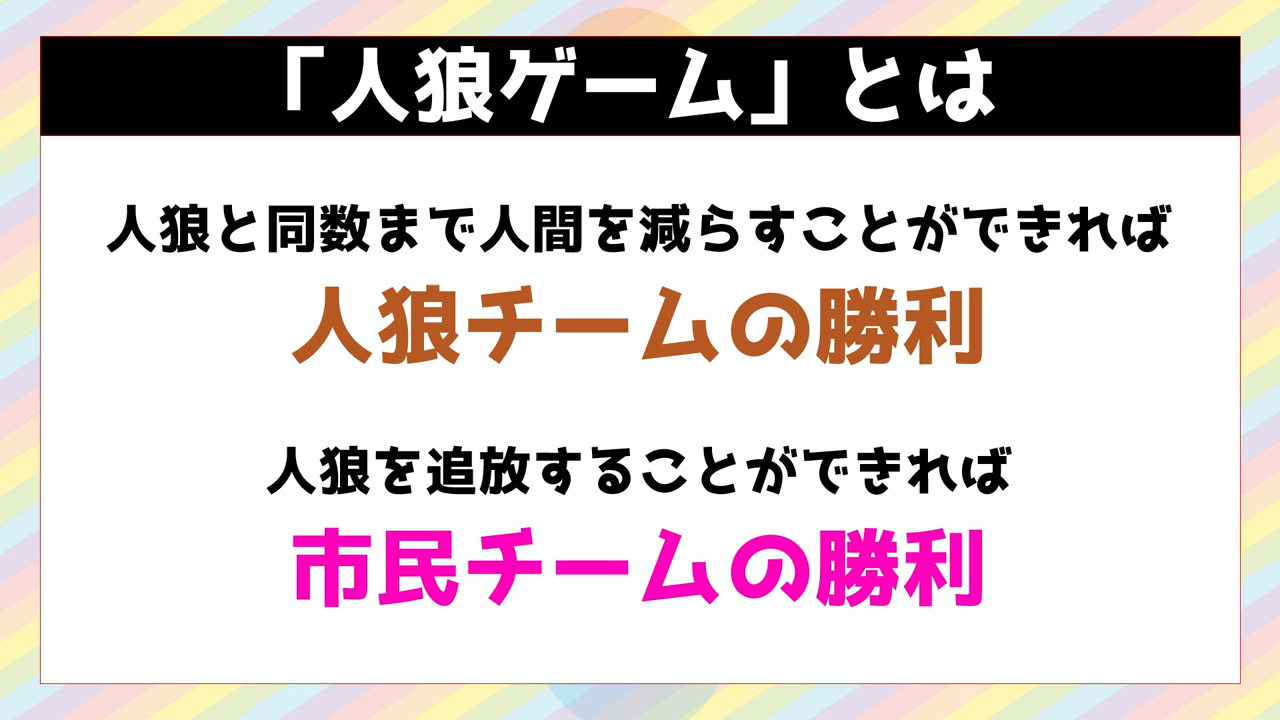 「人狼ゲーム」とは
人狼と同数まで人間を減らすことができれば
人狼チームの勝利
人狼を追放することができれば
市民チームの勝利